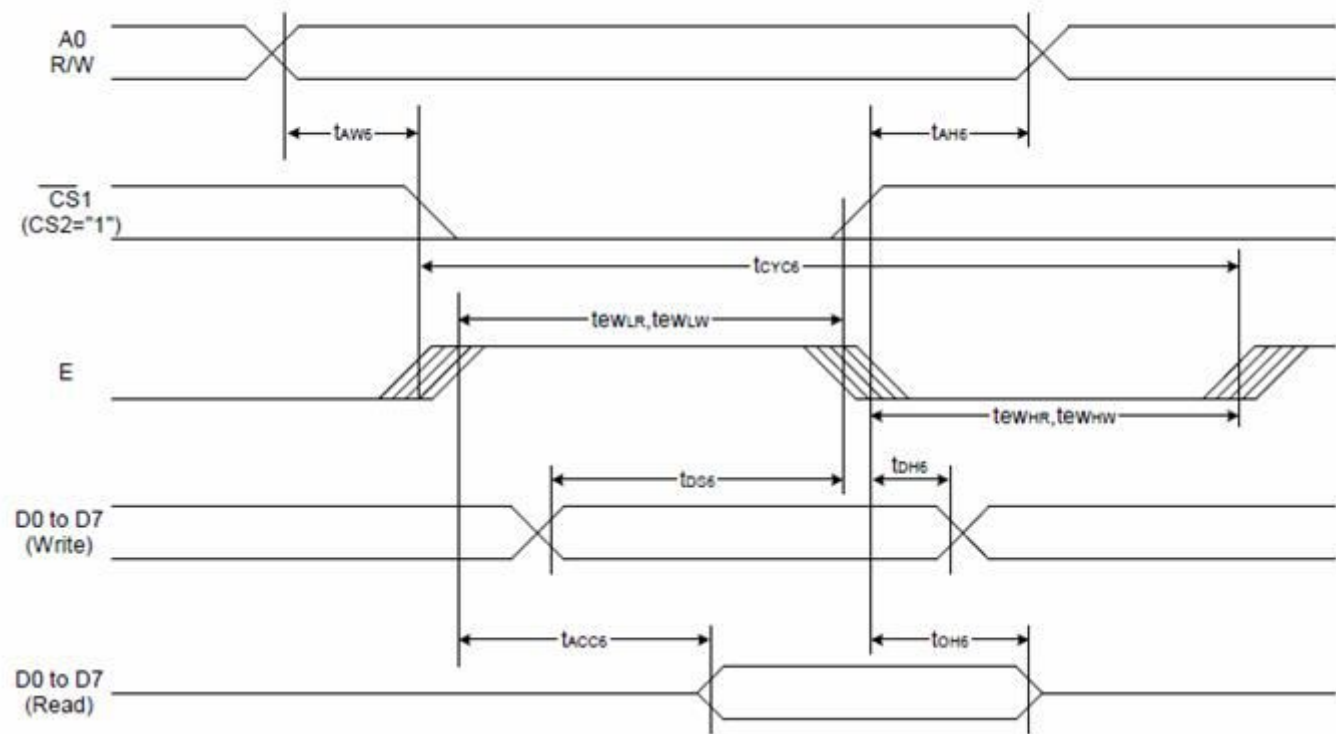 A0
R/W
tAW6
tAH6
CS1
(CS2="1")
tCYC6
tewLR,tewLW
E
tewHR,tewHW
tDS6
tDH6
D0 to D7
(Write)
tACC6
tOH6
D0 to D7
(Read)